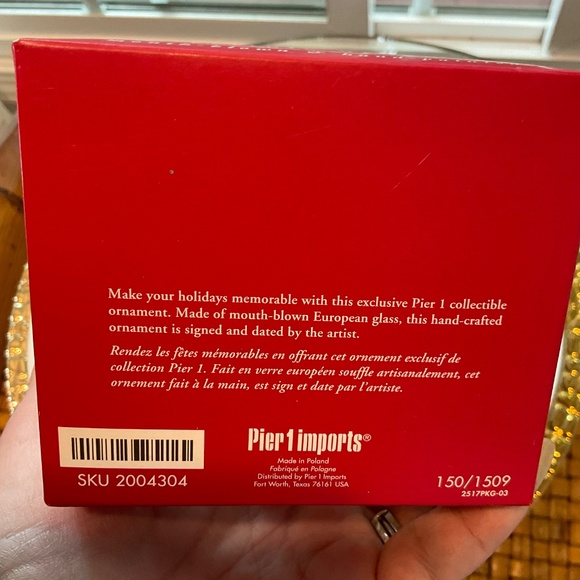 Make your holidays memorable with this exclusive Pier 1 collectible
ornament. Made of mouth-blown European glass, this hand-crafted
ornament is signed and dated by the artist.
Rendez les fêtes mémorables en offrant cet ornement exclusif de
collection Pier 1. Fait en verre européen souffle artisanalement, cet
ornement fait à la main, est sign et date par l'artiste.
Pier 1 imports®
Made in Poland
Fabriqué en Pologne
Distributed by Pier 1 Imports
Fort Worth, Texas 76161 USA
SKU 2004304
150/1509
2517PKG-03